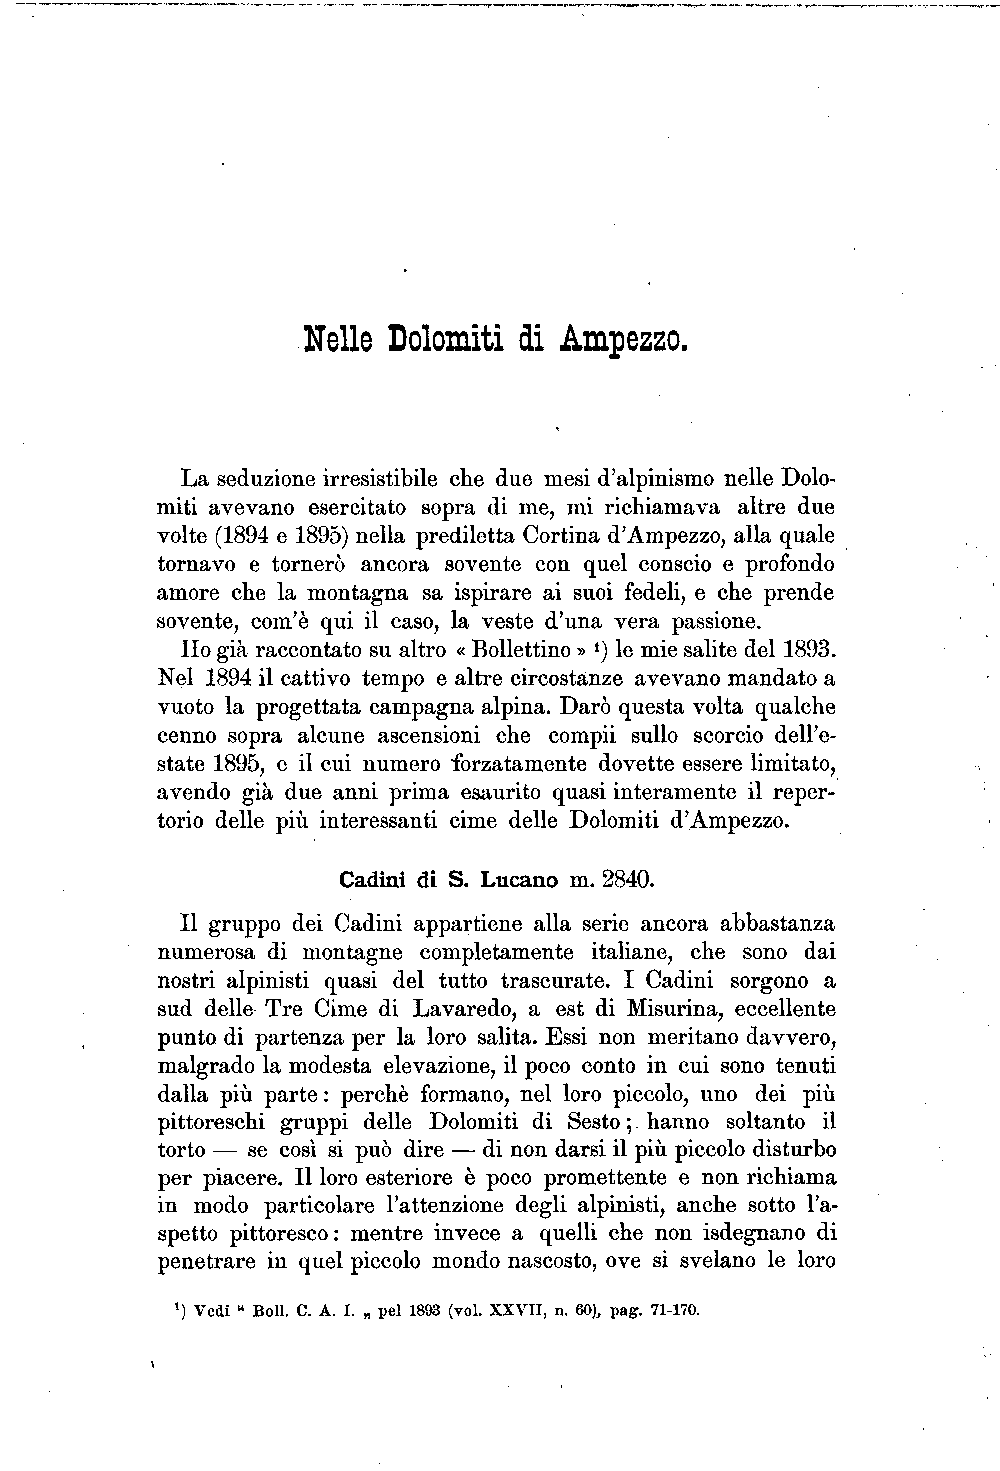 Nelle Dolomiti di Ampezzo.
La seduzione irresistibile che due mesi d'alpinismo nelle Dolo-
miti avevano esercitato sopra di me, mi richiamava altre due
volte (1894 e 1895) nella prediletta Cortina d'Ampezzo, alla quale
tornavo e tornerò ancora sovente con quel conscio e profondo
amore che la montagna sa ispirare ai suoi fedeli, e che prende
sovente, com'è qui il caso, la veste d'una vera passione.
Ho già raccontato su altro « Bollettino » ¹) le mie salite del 1893.
Nel 1894 il cattivo tempo e altre circostanze avevano mandato a
vuoto la progettata campagna alpina. Darò questa volta qualche
cenno sopra alcune ascensioni che compii sullo scorcio dell'e-
state 1895, e il cui numero forzatamente dovette essere limitato,
avendo già due anni prima esaurito quasi interamente il reper-
torio delle più interessanti cime delle Dolomiti d'Ampezzo.
Cadini di S. Lucano m. 2840.
Il gruppo dei Cadini appartiene alla serie ancora abbastanza
numerosa di montagne completamente italiane, che sono dai
nostri alpinisti quasi del tutto trascurate. I Cadini sorgono a
sud delle Tre Cime di Lavaredo, a est di Misurina, eccellente
punto di partenza per la loro salita. Essi non meritano davvero,
malgrado la modesta elevazione, il poco conto in cui sono tenuti
dalla più parte: perchè formano, nel loro piccolo, uno dei più
pittoreschi gruppi delle Dolomiti di Sesto; hanno soltanto il
torto — se così si può dire — di non darsi il più piccolo disturbo
per piacere. Il loro esteriore è poco promettente e non richiama
in modo particolare l'attenzione degli alpinisti, anche sotto l'a-
spetto pittoresco: mentre invece a quelli che non isdegnano di
penetrare in quel piccolo mondo nascosto, ove si svelano le loro
¹) Vedi “ Boll. C. A. I. „ pel 1893 (vol. XXVII, n. 60), pag. 71-170.